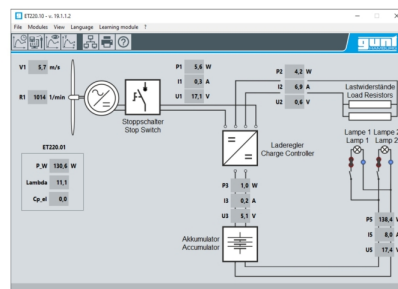 ET220.10 - v. 19.1.1.2
File Modules View Language Learning module ?
gunt
V1 5,7 m/s
R1 1014 1/min
P1 5,6 W
I1 0,3 A
U1 17,1 V
P2 4,2 W
I2 6,9 A
U2 0,6 V
Lastwiderstände
Load Resistors
Stoppschalter
Stop Switch
Laderegler
Charge Controller
Lampe 1 Lampe 2
Lamp 1 Lamp 2
ET220.01
P_W 130,6 W
Lambda 11,1
Cp_el 0,0
P3 1,0 W
I3 0,2 A
U3 5,1 V
Akkumulator
Accumulator
P5 138,4 W
I5 8,0 A
U5 17,4 V